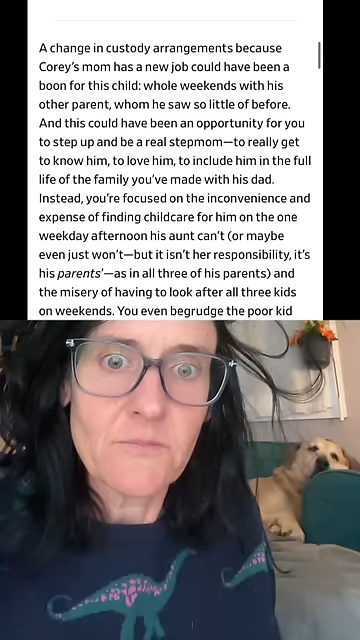 A change in custody arrangements because
Corey's mom has a new job could have been a
boon for this child: whole weekends with his
other parent, whom he saw so little of before.
And this could have been an opportunity for you
to step up and be a real stepmom—to really get
to know him, to love him, to include him in the full
life of the family you've made with his dad.
Instead, you're focused on the inconvenience and
expense of finding childcare for him on the one
weekday afternoon his aunt can't (or maybe
even just won't—but it isn't her responsibility, it's
his parents'—as in all three of his parents) and
the misery of having to look after all three kids
on weekends. You even begrudge the poor kid